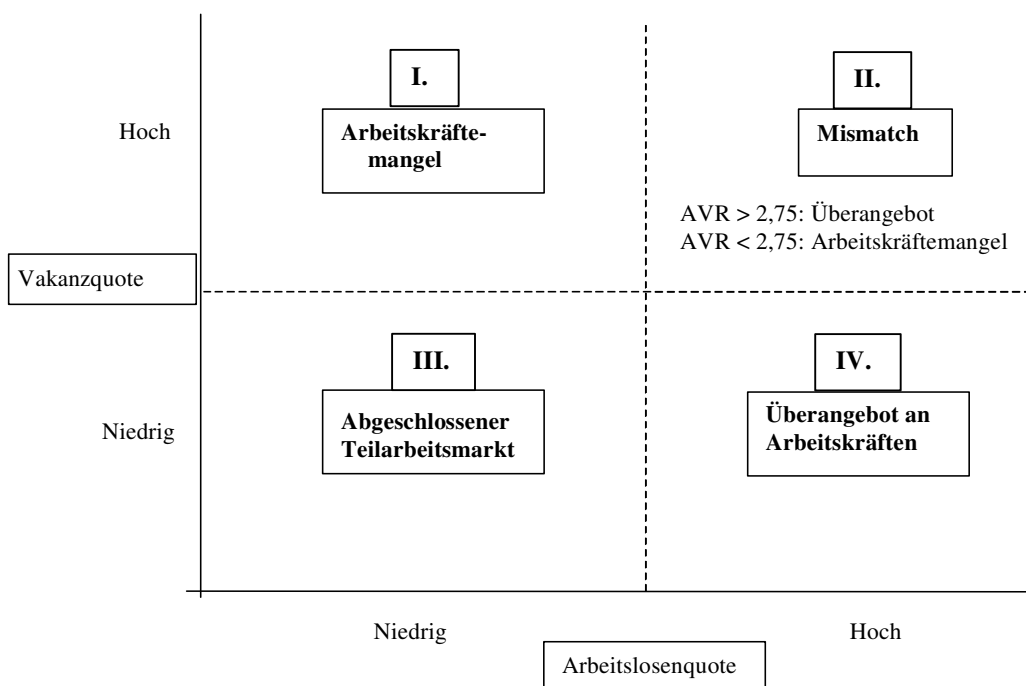 I.
II.
Hoch
Arbeitskräfte-
mangel
Mismatch
AVR > 2,75: Überangebot
AVR < 2,75: Arbeitskräftemangel
Vakanzquote
III.
IV.
Niedrig
Abgeschlossener
Teilarbeitsmarkt
Überangebot an
Arbeitskräften
Niedrig
Hoch
Arbeitslosenquote